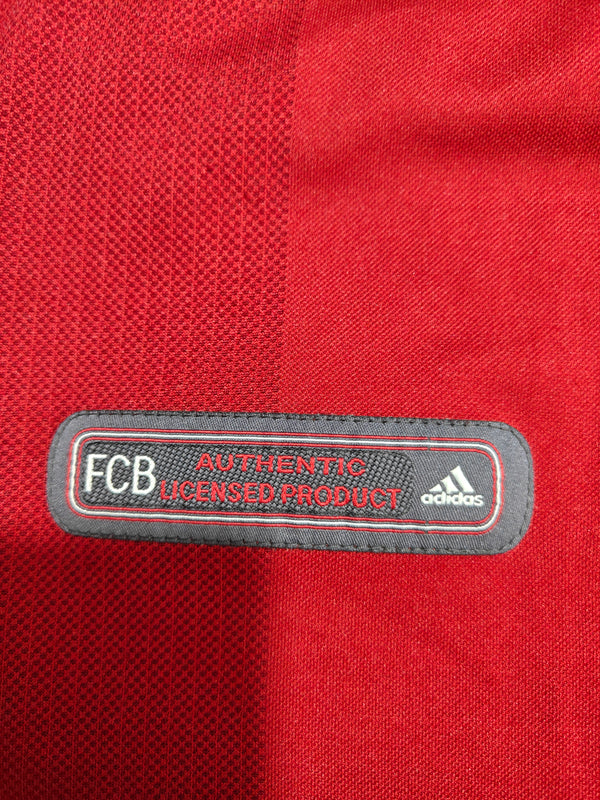 FCB
AUTHENTIC
LICENSED PRODUCT
adidas